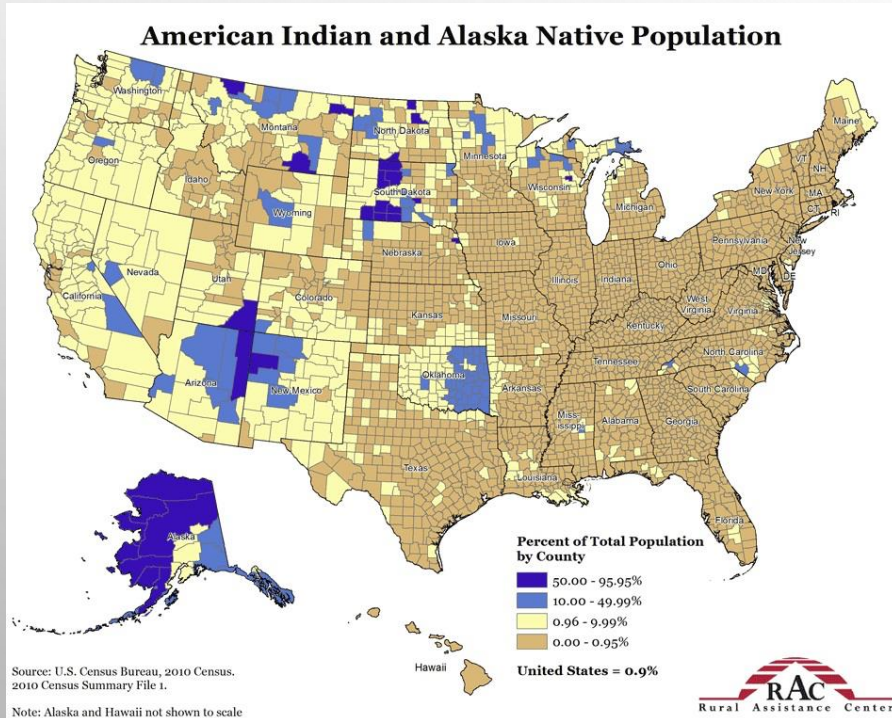 American Indian and Alaska Native Population
Washington
Montana
North Dakota
Minnesota
Maine
Oregon
Idaho
South Dakota
Wisconsin
VT
NH
Wyoming
Michigan
New York
MA
CT
RI
Nebraska
Iowa
Pennsylvania
New
Jersey
Nevada
Utah
Colorado
Illinois
Indiana
Ohio
MD
DE
California
Kansas
Missouri
West
Virginia
Virginia
Kentucky
Arizona
New Mexico
Oklahoma
Arkansas
Tennessee
North Carolina
South Carolina
Miss-
issippi
Alabama
Georgia
Texas
Louisiana
Florida
Alaska
Hawaii
Percent of Total Population
by County
50.00 - 95.95%
10.00 - 49.99%
0.96 - 9.99%
0.00 - 0.95%
United States = 0.9%
Source: U.S. Census Bureau, 2010 Census.
2010 Census Summary File 1.
Note: Alaska and Hawaii not shown to scale
RAC
Rural Assistance Center